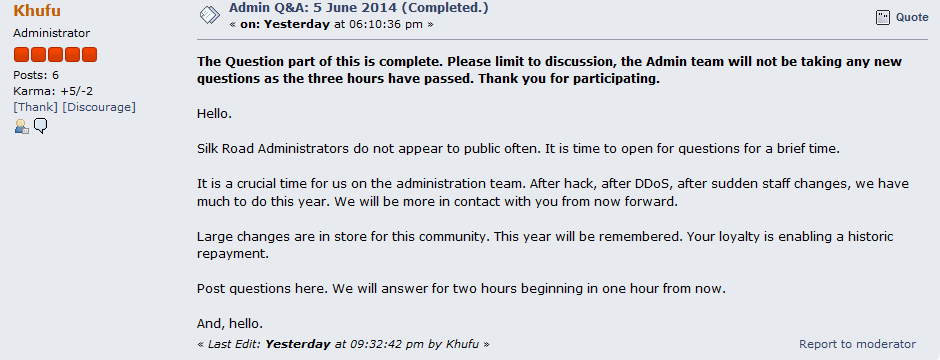 Khufu
Administrator
Posts: 6
Karma: +5/-2
[Thank] [Discourage]
Admin Q&A: 5 June 2014 (Completed.)
« on: Yesterday at 06:10:36 pm »
Quote
The Question part of this is complete. Please limit to discussion, the Admin team will not be taking any new
questions as the three hours have passed. Thank you for participating.
Hello.
Silk Road Administrators do not appear to public often. It is time to open for questions for a brief time.
It is a crucial time for us on the administration team. After hack, after DDoS, after sudden staff changes, we have
much to do this year. We will be more in contact with you from now forward.
Large changes are in store for this community. This year will be remembered. Your loyalty is enabling a historic
repayment.
Post questions here. We will answer for two hours beginning in one hour from now.
And, hello.
« Last Edit: Yesterday at 09:32:42 pm by Khufu »
Report to moderator